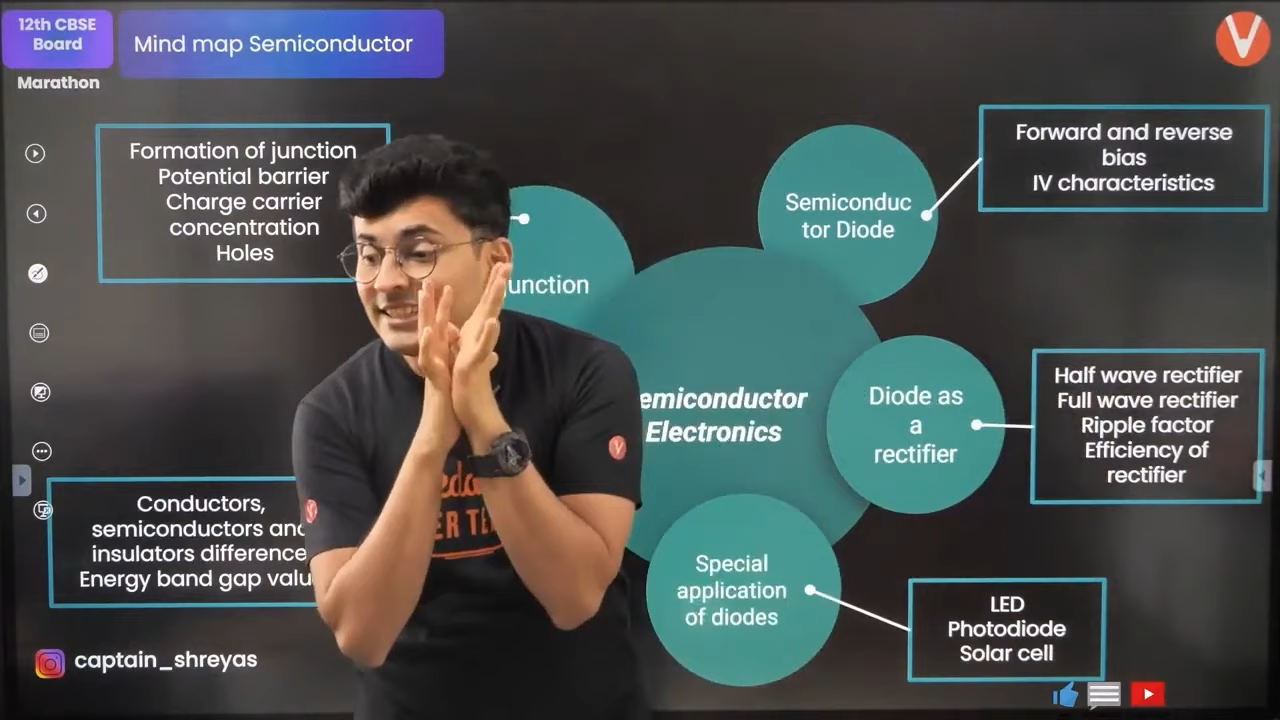 12th CBSE
Board
Marathon
Mind map Semiconductor
V
Formation of junction
Potential barrier
Charge carrier
concentration
Holes
junction
Semiconduc
tor Diode
Forward and reverse
bias
IV characteristics
emiconductor
Electronics
Diode as
a
rectifier
Half wave rectifier
Full wave rectifier
Ripple factor
Efficiency of
rectifier
Conductors,
semiconductors and
insulators difference
Energy band gap valu
Special
application
of diodes
LED
Photodiode
Solar cell
captain_shreyas